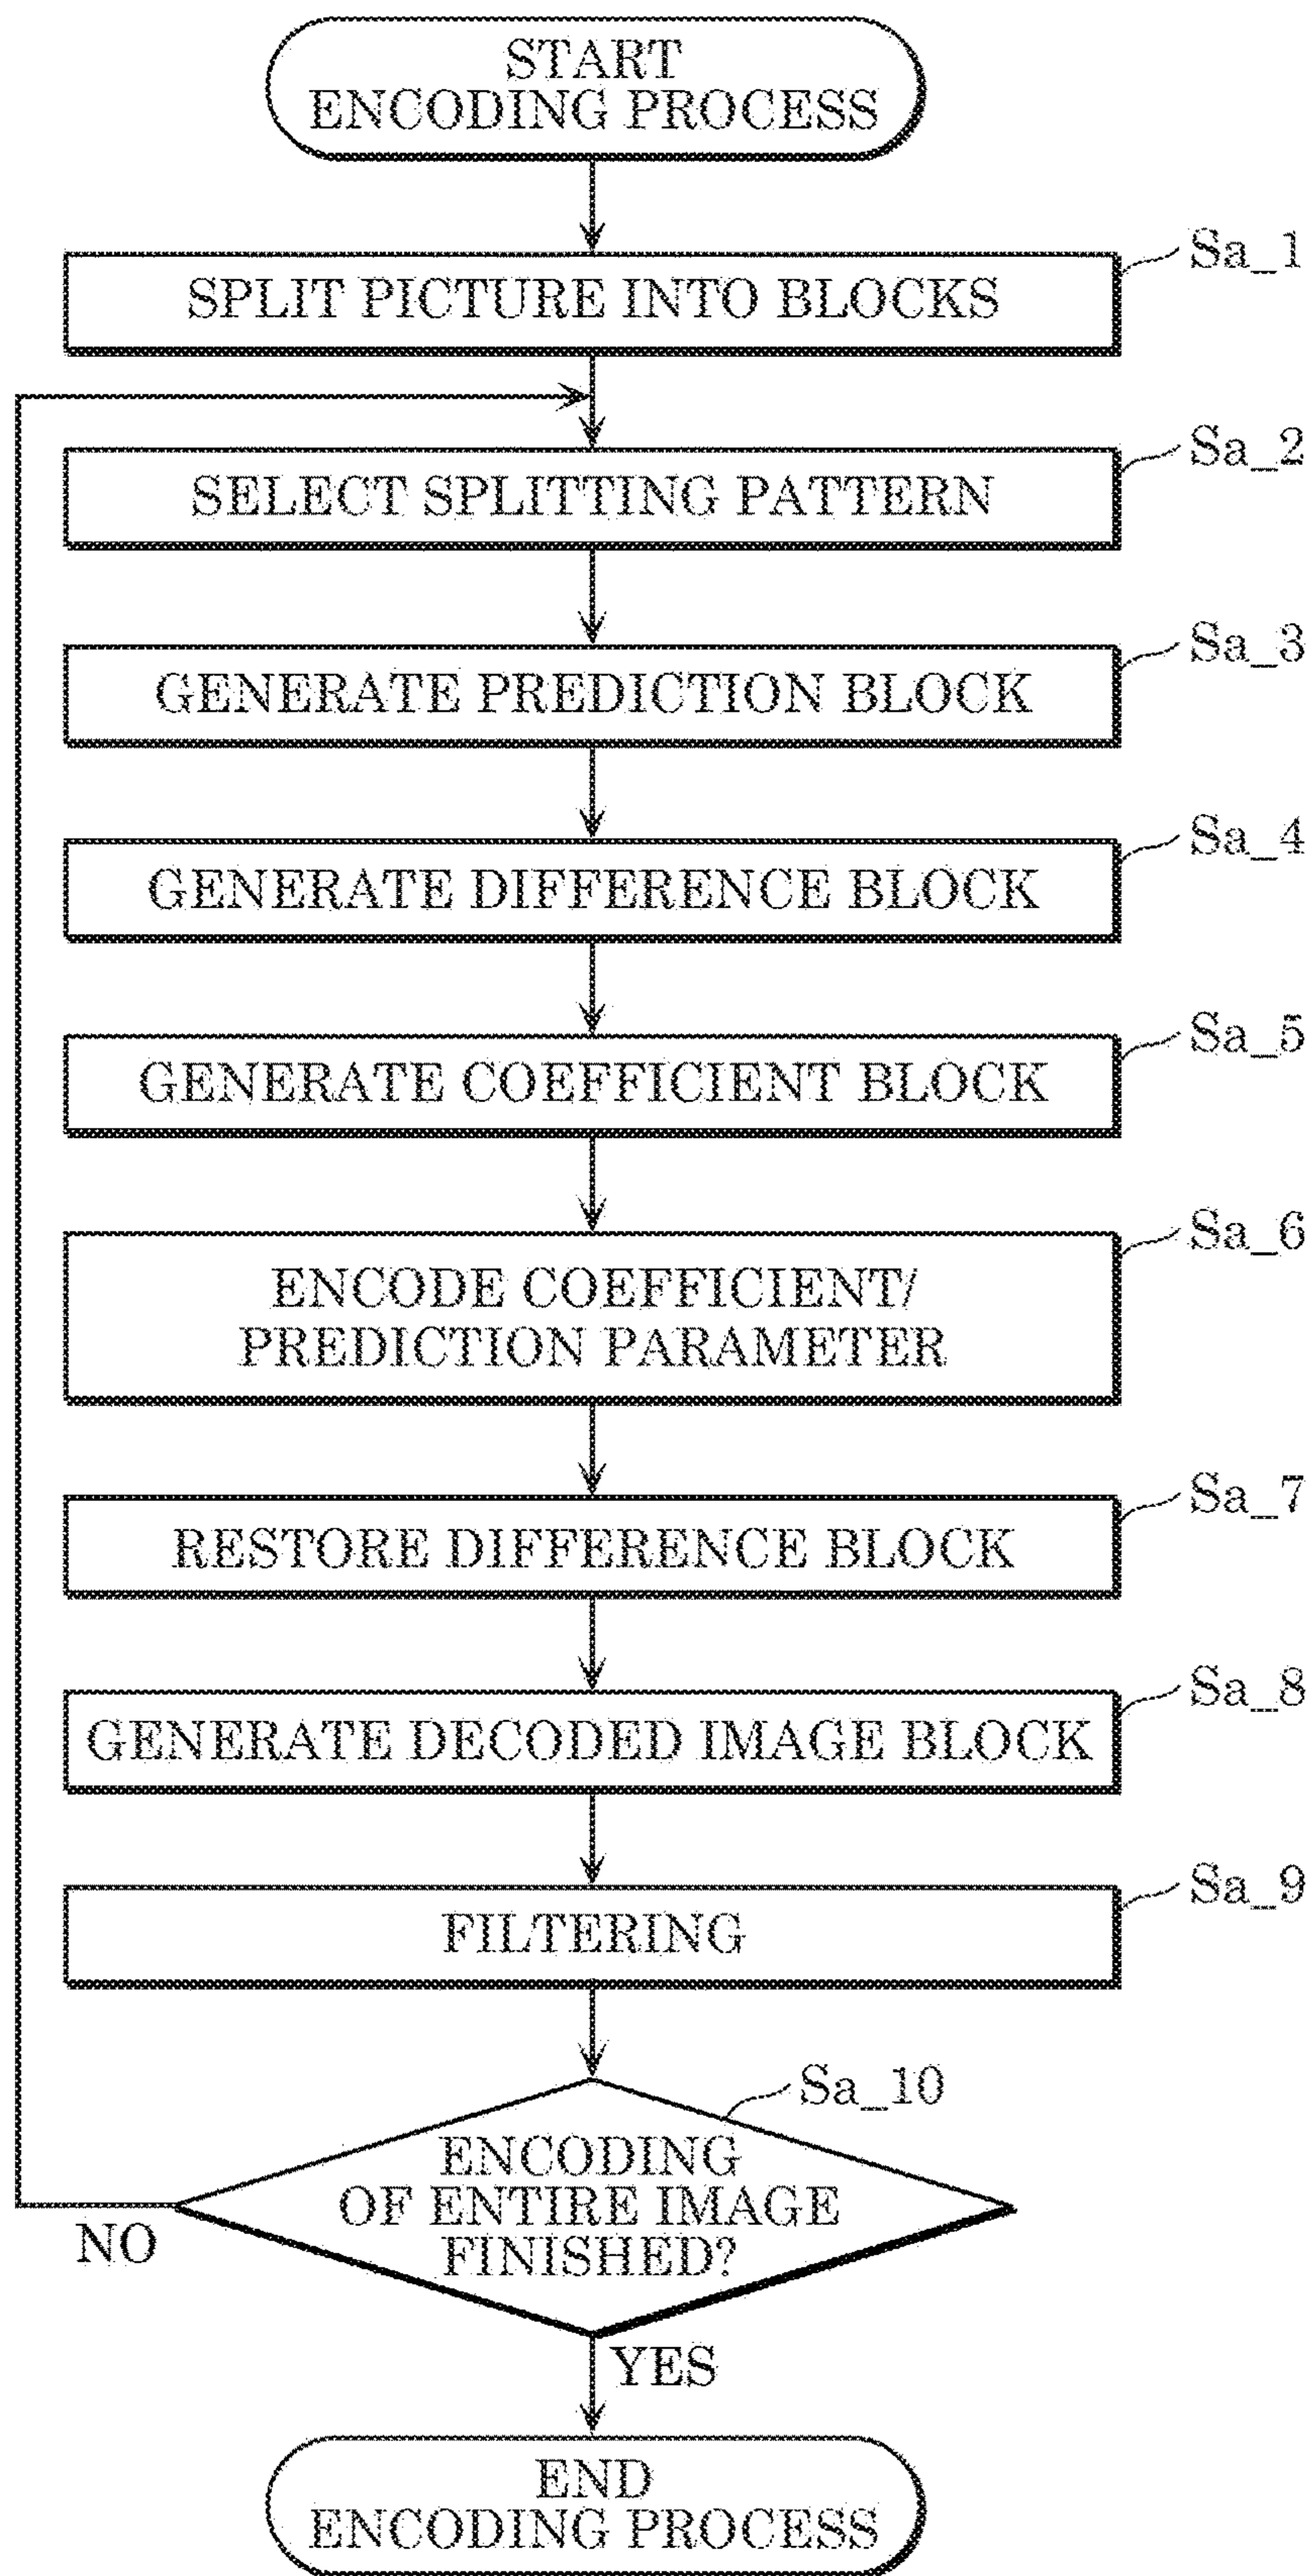 START
ENCODING PROCESS
Sa_1
SPLIT PICTURE INTO BLOCKS
Sa_2
SELECT SPLITTING PATTERN
Sa_3
GENERATE PREDICTION BLOCK
Sa_4
GENERATE DIFFERENCE BLOCK
Sa_5
GENERATE COEFFICIENT BLOCK
Sa_6
ENCODE COEFFICIENT/
PREDICTION PARAMETER
Sa_7
RESTORE DIFFERENCE BLOCK
Sa_8
GENERATE DECODED IMAGE BLOCK
Sa_9
FILTERING
Sa_10
ENCODING
OF ENTIRE IMAGE
FINISHED?
NO
YES
END
ENCODING PROCESS